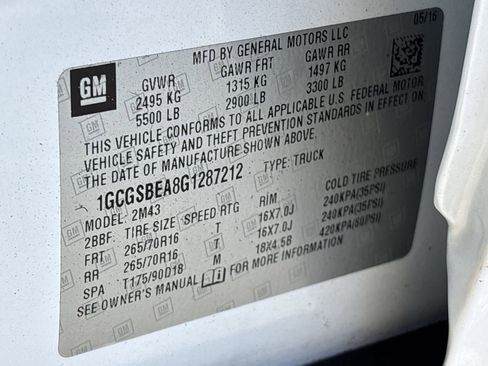 05/16
GM
MFD BY GENERAL MOTORS LLC
GVWR GAWR FRT GAWR RR
2495 KG 1315 KG 1497 KG
5500 LB 2900 LB 3300 LB
THIS VEHICLE CONFORMS TO ALL APPLICABLE U.S. FEDERAL MOTOR
VEHICLE SAFETY AND THEFT PREVENTION STANDARDS IN EFFECT ON
THE DATE OF MANUFACTURE SHOWN ABOVE.
1GCGSBEA8G1287212 TYPE: TRUCK
MODEL: 2M43
2BBF: TIRE SIZE SPEED RTG RIM COLD TIRE PRESSURE
FRT 265/70R16 T 16X7.0J 240KPA(35PSI)
RR 265/70R16 T 16X7.0J 240KPA(35PSI)
SPA T175/90D18 M 18X4.5B 420KPA(60PSI)
SEE OWNER'S MANUAL FOR MORE INFORMATION.